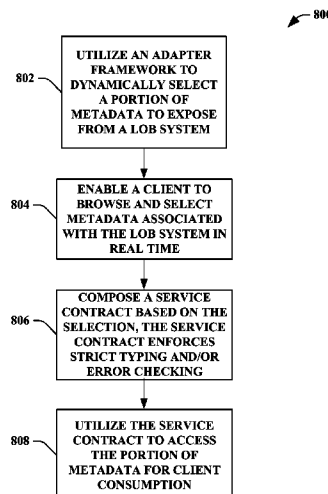 800
802
UTILIZE AN ADAPTER
FRAMEWORK TO
DYNAMICALLY SELECT
A PORTION OF
METADATA TO EXPOSE
FROM A LOB SYSTEM
804
ENABLE A CLIENT TO
BROWSE AND SELECT
METADATA ASSOCIATED
WITH THE LOB SYSTEM IN
REAL TIME
806
COMPOSE A SERVICE
CONTRACT BASED ON THE
SELECTION, THE SERVICE
CONTRACT ENFORCES
STRICT TYPING AND/OR
ERROR CHECKING
808
UTILIZE THE SERVICE
CONTRACT TO ACCESS
THE PORTION OF
METADATA FOR CLIENT
CONSUMPTION